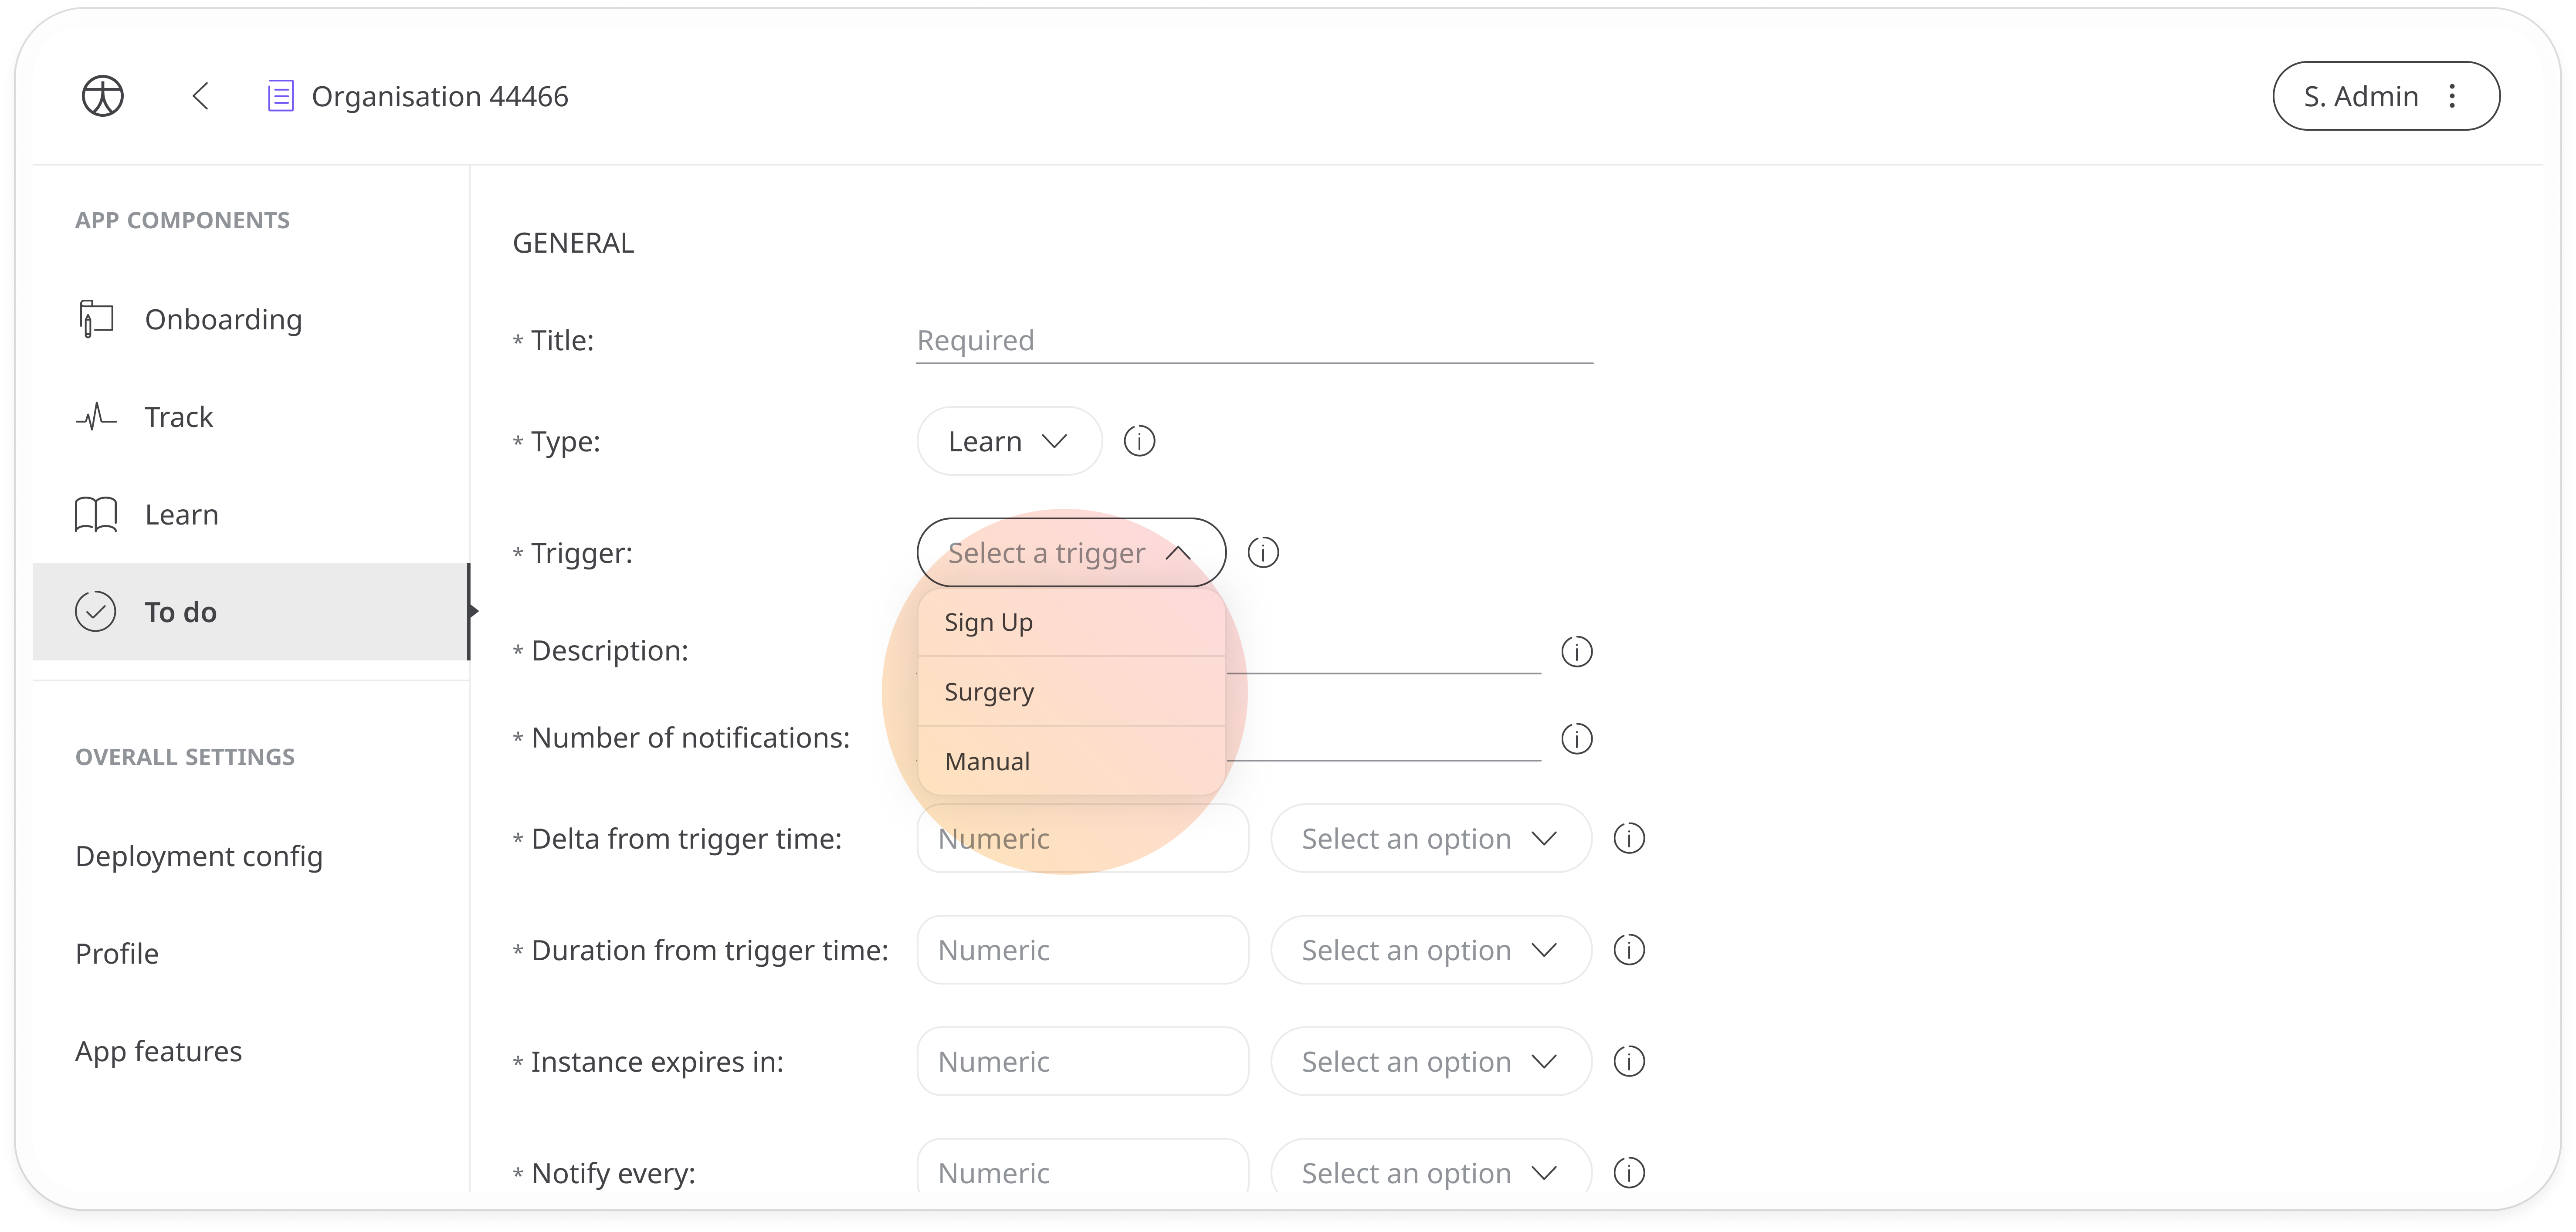 Organisation 44466
S. Admin
APP COMPONENTS
Onboarding
Track
Learn
To do
OVERALL SETTINGS
Deployment config
Profile
App features
GENERAL
* Title: Required
* Type: Learn
* Trigger: Select a trigger
Sign Up
Surgery
Manual
* Description:
* Number of notifications:
* Delta from trigger time: Numeric Select an option
* Duration from trigger time: Numeric Select an option
* Instance expires in: Numeric Select an option
* Notify every: Numeric Select an option